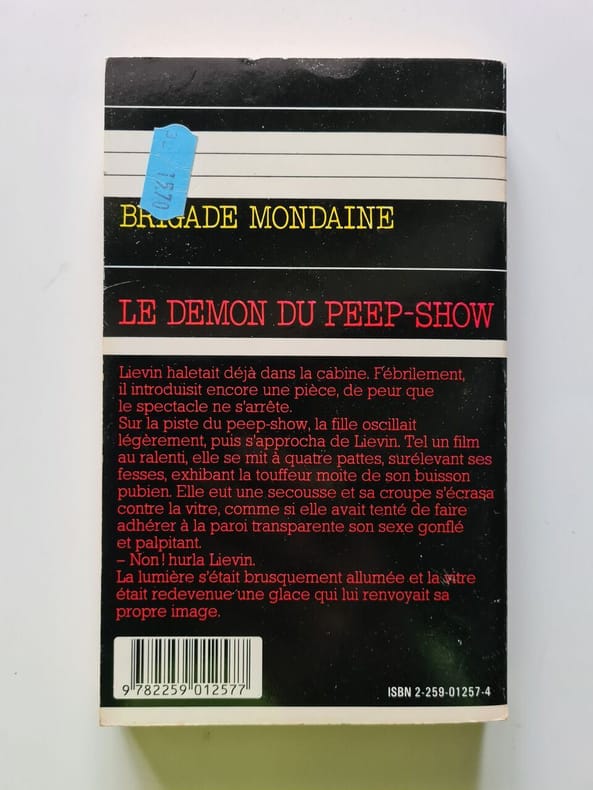 BRIGADE MONDAINE
LE DEMON DU PEEP-SHOW
Lievin haletait déjà dans la cabine. Fébrilement,
il introduisit encore une pièce, de peur que
le spectacle ne s'arrête.
Sur la piste du peep-show, la fille oscillait
légèrement, puis s'approcha de Lievin. Tel un film
au ralenti, elle se mit à quatre pattes, surélevant ses
fesses, exhibant la touffeur moite de son buisson
pubien. Elle eut une secousse et sa croupe s'écrasa
contre la vitre, comme si elle avait tenté de faire
adhérer à la paroi transparente son sexe gonflé
et palpitant.
– Non ! hurla Lievin.
La lumière s'était brusquement allumée et la vitre
était redevenue une glace qui lui renvoyait sa
propre image.
9 782259 012577
ISBN 2-259-01257-4